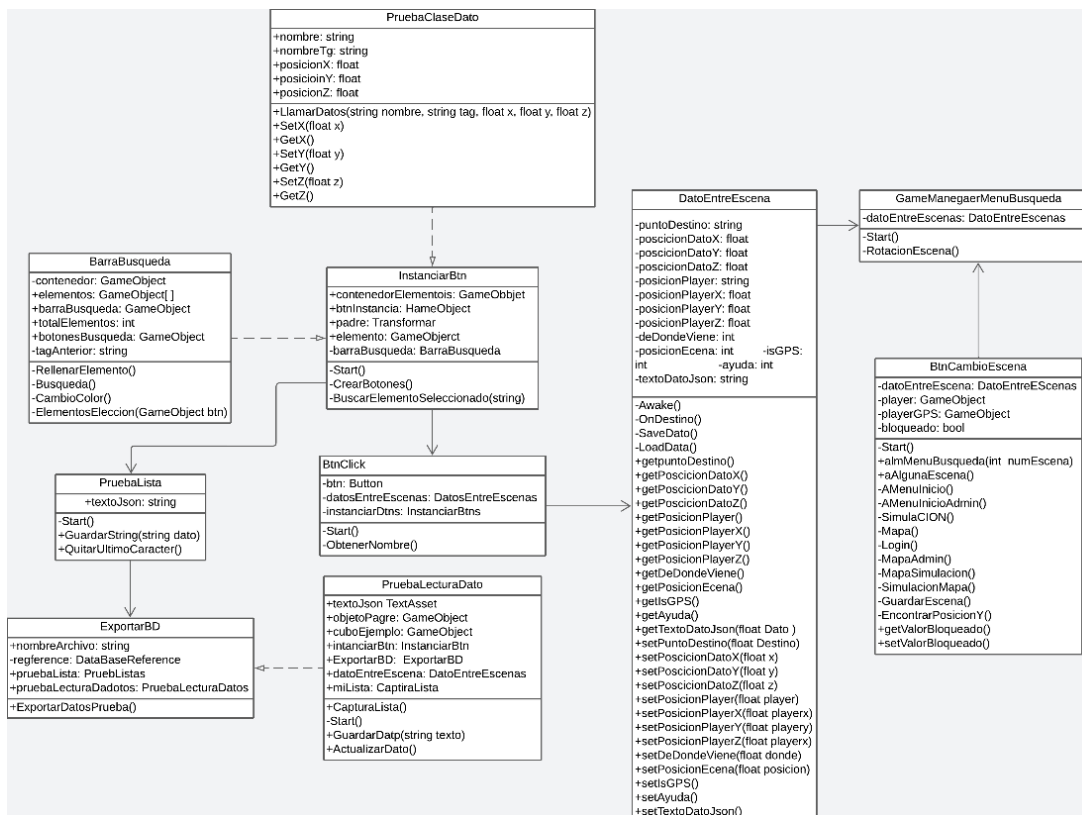 PruebaClaseDato
+nombre: string
+nombreTg: string
+posicionX: float
+posicioinY: float
+posicionZ: float
+LlamarDatos(string nombre, string tag, float x, float y, float z)
+SetX(float x)
+GetX()
+SetY(float y)
+GetY()
+SetZ(float z)
+GetZ()
BarraBusqueda
-contenedor: GameObject
+elementos: GameObject[ ]
+barraBusqueda: GameObject
+totalElementos: int
+botonesBusqueda: GameObject
-tagAnterior: string
-RellenarElemento()
-Busqueda()
-CambioColor()
-ElementosEleccion(GameObject btn)
InstanciarBtn
+contenedorElementois: GameObbjet
+btnInstancia: HameObject
+padre: Transformar
+elemento: GameObjerct
-barraBusqueda: BarraBusqueda
-Start()
-CrearBotones()
-BuscarElementoSeleccionado(string)
PruebaLista
+textoJson: string
-Start()
+GuardarString(string dato)
+QuitarUltimoCaracter()
BtnClick
-btn: Button
-datosEntreEscenas: DatosEntreEscenas
-instanciarDtns: InstanciarBtns
-Start()
-ObtenerNombre()
ExportarBD
+nombreArchivo: string
-regference: DataBaseReference
+pruebaLista: PruebListas
+pruebaLecturaDadotos: PruebaLecturaDatos
+ExportarDatosPrueba()
PruebaLecturaDato
+textoJson TextAsset
+objetoPagre: GameObject
+cuboEjemplo: GameObject
+intanciarBtn: InstanciarBtn
+ExportarBD: ExportarBD
+datoEntreEscena: DatoEntreEscenas
+miLista: CaptiraLista
+CapturaLista()
-Start()
+GuardarDatp(string texto)
+ActualizarDato()
DatoEntreEscena
-puntoDestino: string
-poscicionDatoX: float
-poscicionDatoY: float
-poscicionDatoZ: float
-posicionPlayer: string
-posicionPlayerX: float
-posicionPlayerY: float
-posicionPlayerZ: float
-deDondeViene: int
-posicionEcena: int -isGPS:
int -ayuda: int
-textoDatoJson: string
-Awake()
-OnDestino()
-SaveDato()
-LoadData()
+getpuntoDestino()
+getPoscicionDatoX()
+getPoscicionDatoY()
+getPoscicionDatoZ()
+getPosicionPlayer()
+getPosicionPlayerX()
+getPosicionPlayerY()
+getPosicionPlayerZ()
+getDeDondeViene()
+getPosicionEcena()
+getIsGPS()
+getAyuda()
+getTextoDatoJson(float Dato )
+setPuntoDestino(float Destino)
+setPoscicionDatoX(float x)
+setPoscicionDatoY(float y)
+setPoscicionDatoZ(float z)
+setPosicionPlayer(float player)
+setPosicionPlayerX(float playerx)
+setPosicionPlayerY(float playery)
+setPosicionPlayerZ(float playerx)
+setDeDondeViene(float donde)
+setPosicionEcena(float posicion)
+setIsGPS()
+setAyuda()
+setTextoDatoJson()
GameManegaerMenuBusqueda
-datoEntreEscenas: DatoEntreEscenas
-Start()
-RotacionEscena()
BtnCambioEscena
-datoEntreEscena: DatoEntreEScenas
-player: GameObject
-playerGPS: GameObject
-bloqueado: bool
-Start()
+almMenuBusqueda(int numEscena)
+aAlgunaEscena()
-AMenuInicio()
-AMenuInicioAdmin()
-SimulaCION()
-Mapa()
-Login()
-MapaAdmin()
-MapaSimulacion()
-SimulacionMapa()
-GuardarEscena()
-EncontrarPosicionY()
+getValorBloqueado()
+setValorBloqueado()